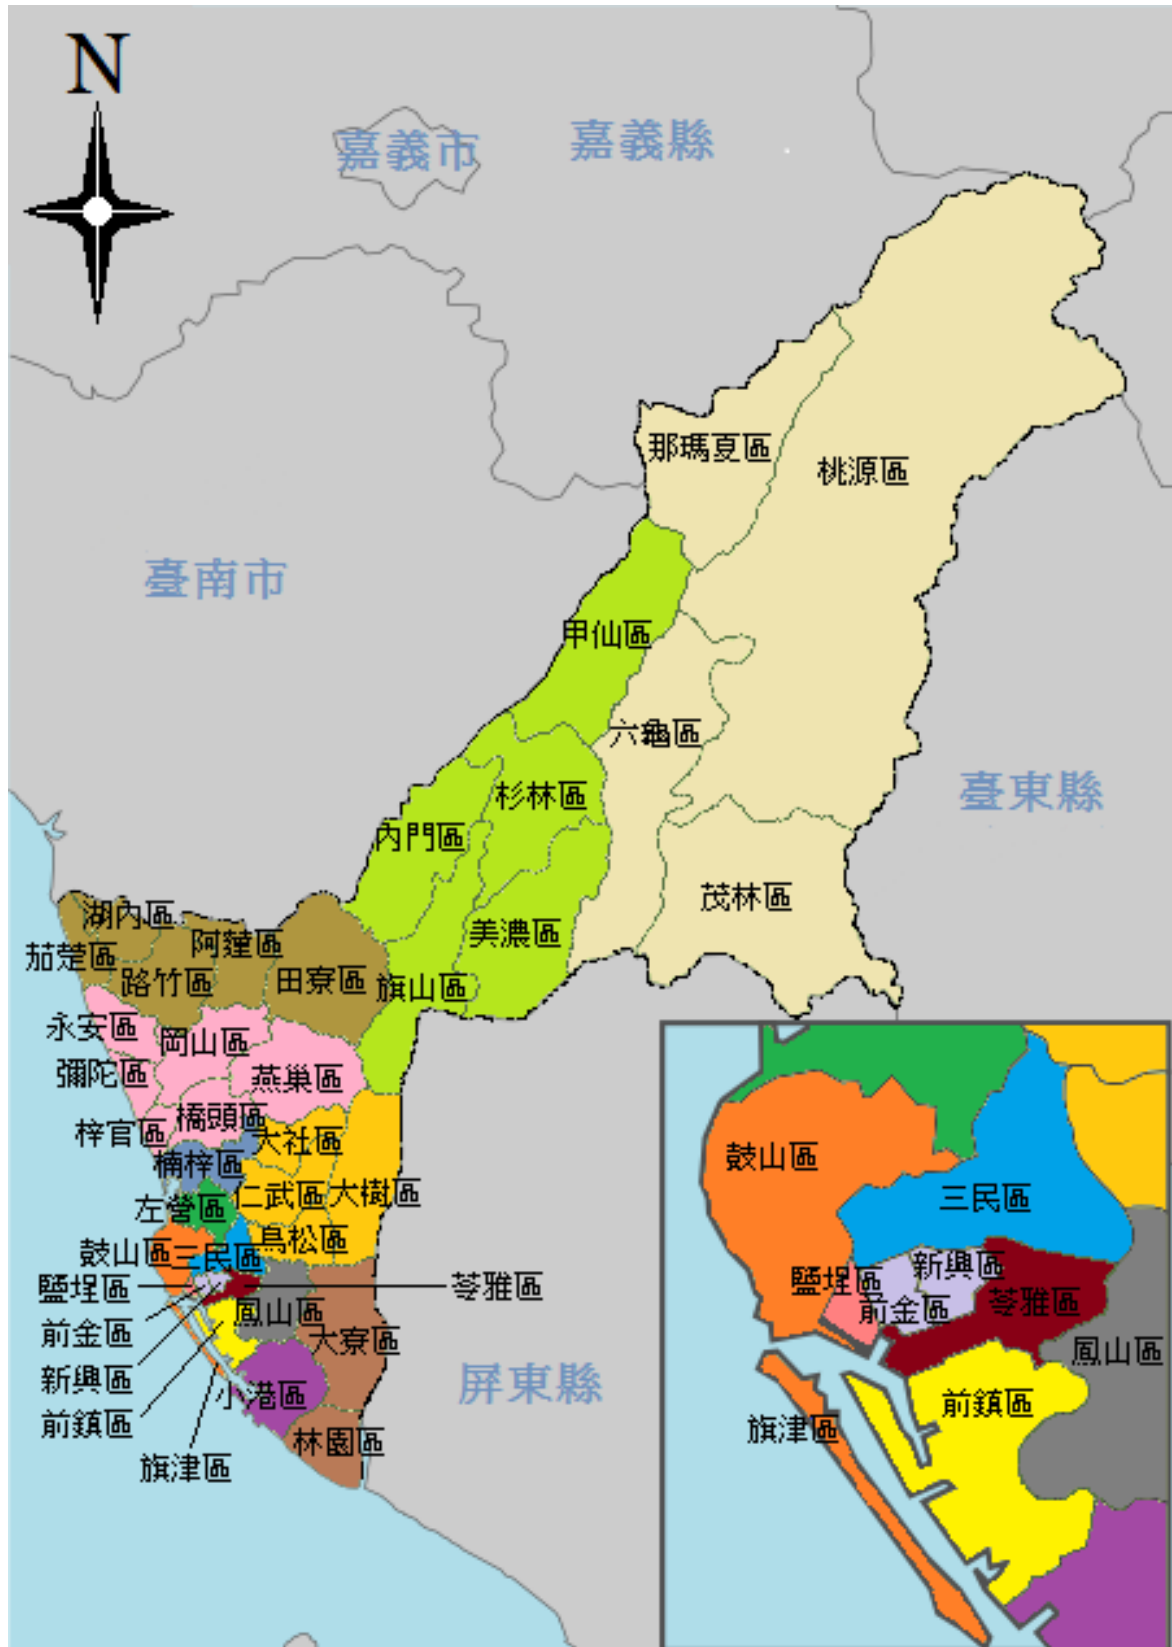 N
嘉義市
嘉義縣
那瑪夏區
桃源區
臺南市
甲仙區
六龜區
杉林區
臺東縣
內門區
茂林區
湖內區
美濃區
阿蓮區
茄萣區
路竹區
田寮區
旗山區
永安區
岡山區
彌陀區
燕巢區
橋頭區
梓官區
大社區
楠梓區
仁武區
大樹區
左營區
鳥松區
鼓山區
三民區
鹽埕區
苓雅區
前金區
鳳山區
大寮區
新興區
小港區
屏東縣
前鎮區
林園區
旗津區
鼓山區
三民區
新興區
鹽埕區
前金區
苓雅區
鳳山區
前鎮區
旗津區